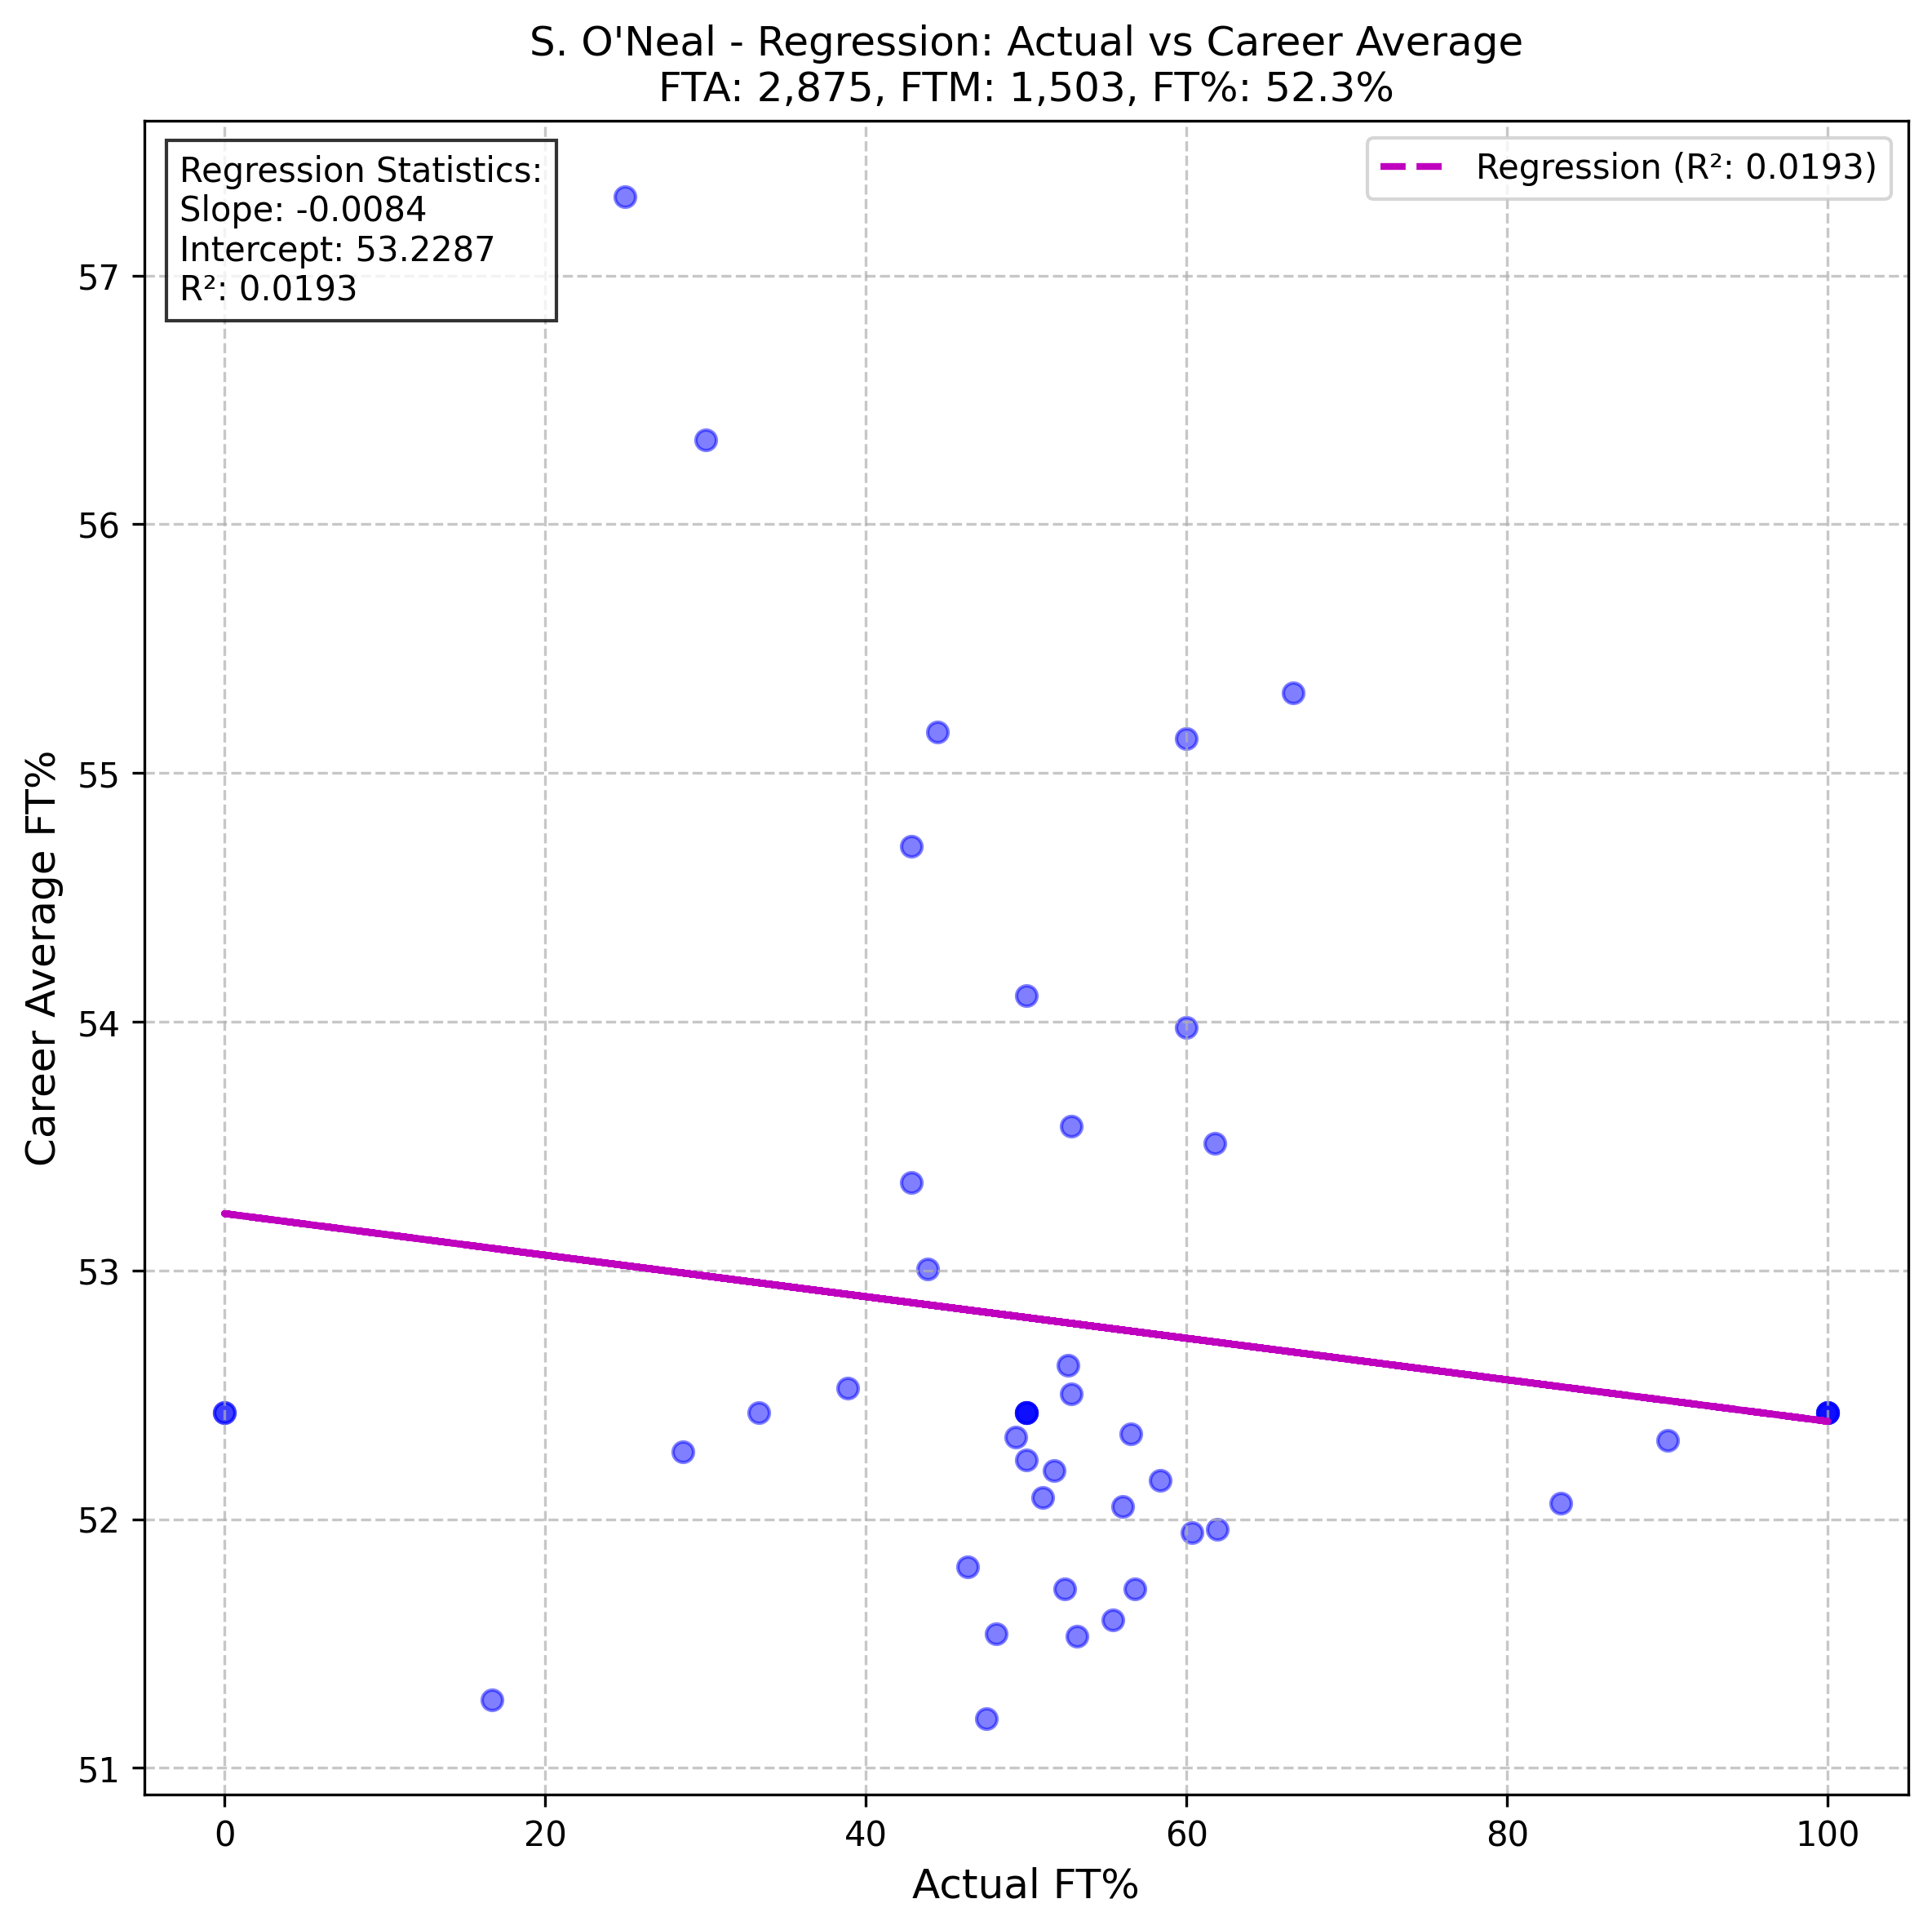 S. O'Neal - Regression: Actual vs Career Average
FTA: 2,875, FTM: 1,503, FT%: 52.3%
Regression Statistics:
Slope: -0.0084
Intercept: 53.2287
R²: 0.0193
Regression (R²: 0.0193)
Career Average FT%
57
56
55
54
53
52
51
0 20 40 60 80 100
Actual FT%